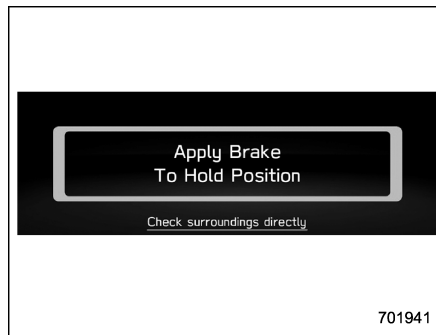 Apply Brake
To Hold Position
Check surroundings directly
701941